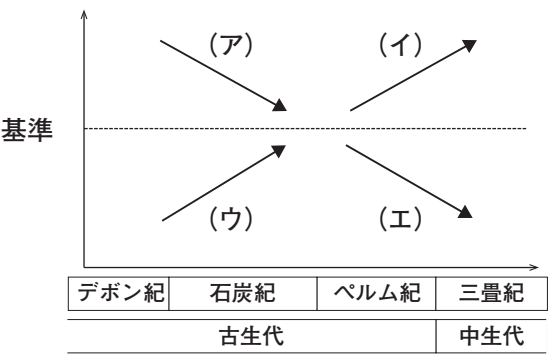 （ア）　（イ）
基準
（ウ）　（エ）
デボン紀　石炭紀　ペルム紀　三畳紀
古生代　中生代